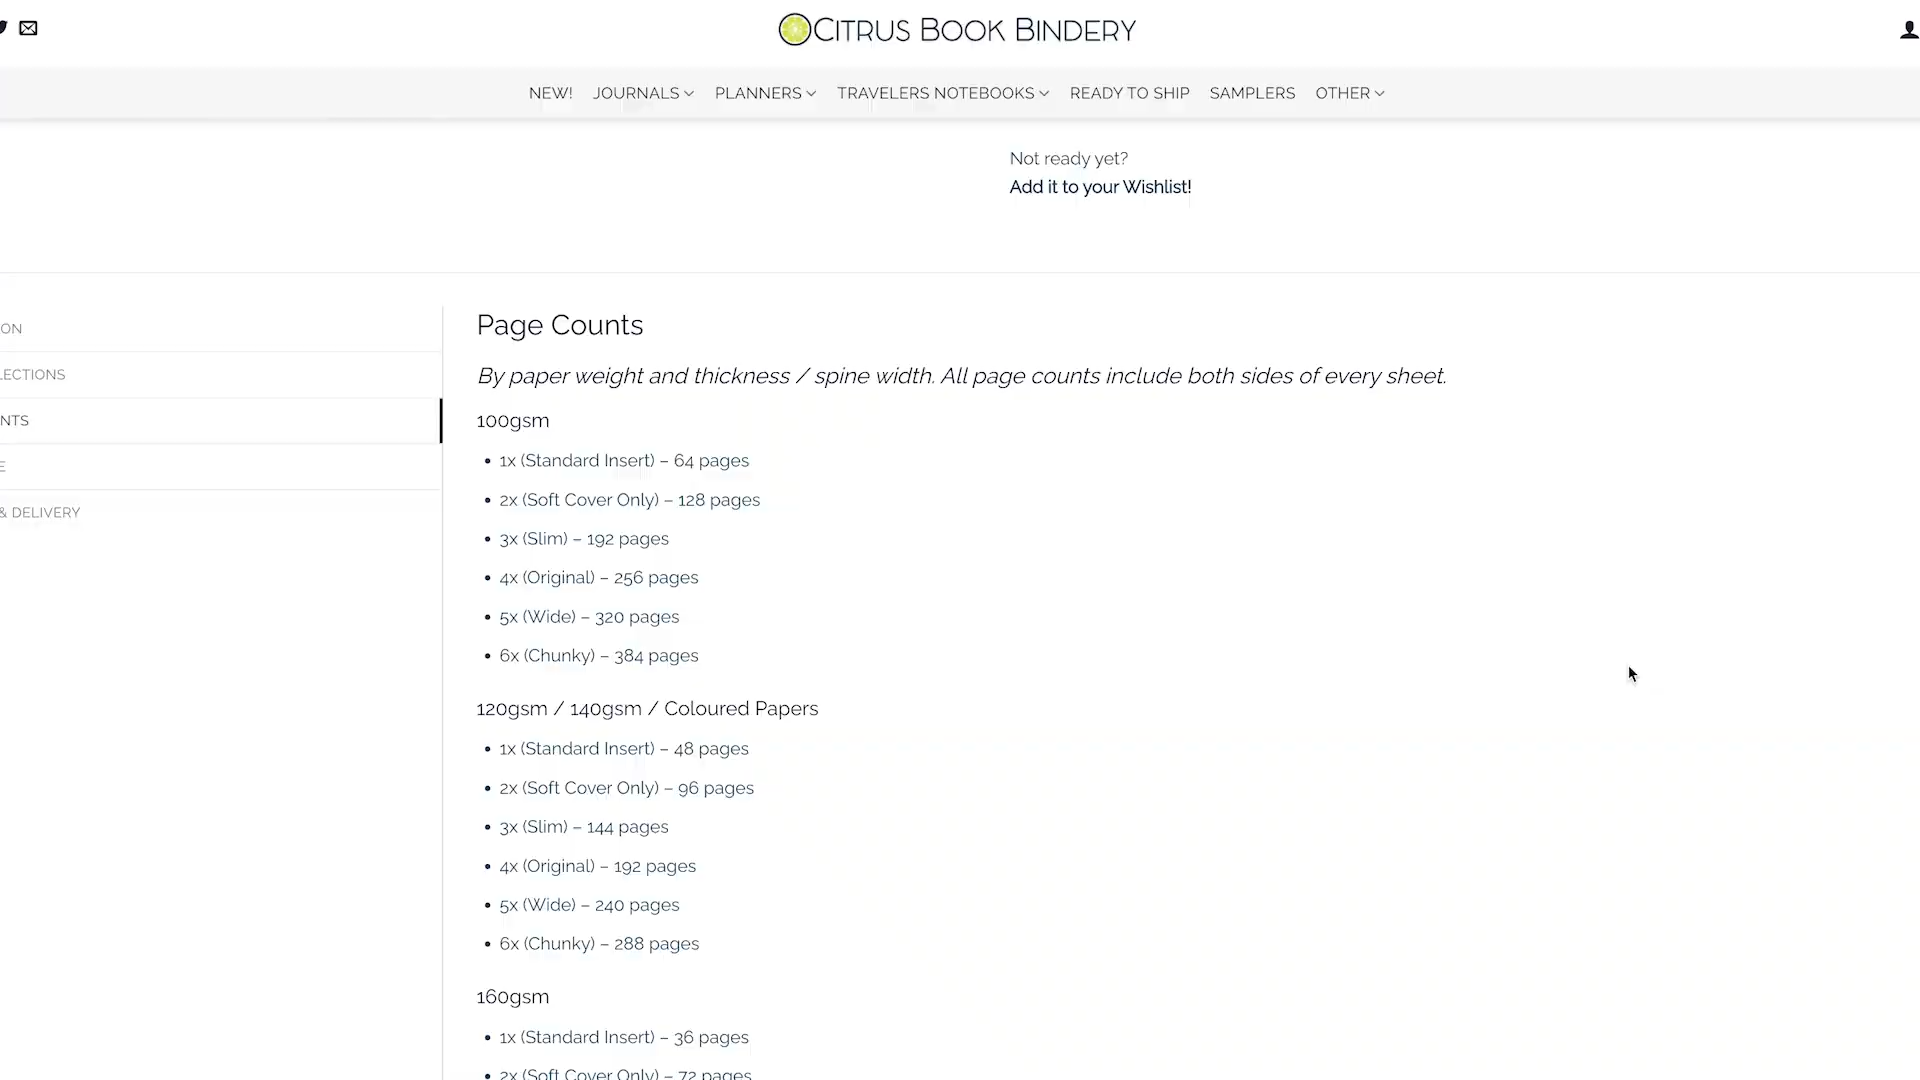 CITRUS BOOK BINDERY
NEW! JOURNALS PLANNERS TRAVELERS NOTEBOOKS READY TO SHIP SAMPLERS OTHER
Not ready yet?
Add it to your Wishlist!
ON
LECTIONS
NTS
E
& DELIVERY
Page Counts
By paper weight and thickness / spine width. All page counts include both sides of every sheet.
100gsm
• 1x (Standard Insert) – 64 pages
• 2x (Soft Cover Only) – 128 pages
• 3x (Slim) – 192 pages
• 4x (Original) – 256 pages
• 5x (Wide) – 320 pages
• 6x (Chunky) – 384 pages
120gsm / 140gsm / Coloured Papers
• 1x (Standard Insert) – 48 pages
• 2x (Soft Cover Only) – 96 pages
• 3x (Slim) – 144 pages
• 4x (Original) – 192 pages
• 5x (Wide) – 240 pages
• 6x (Chunky) – 288 pages
160gsm
• 1x (Standard Insert) – 36 pages
• 2x (Soft Cover Only) – 72 pages